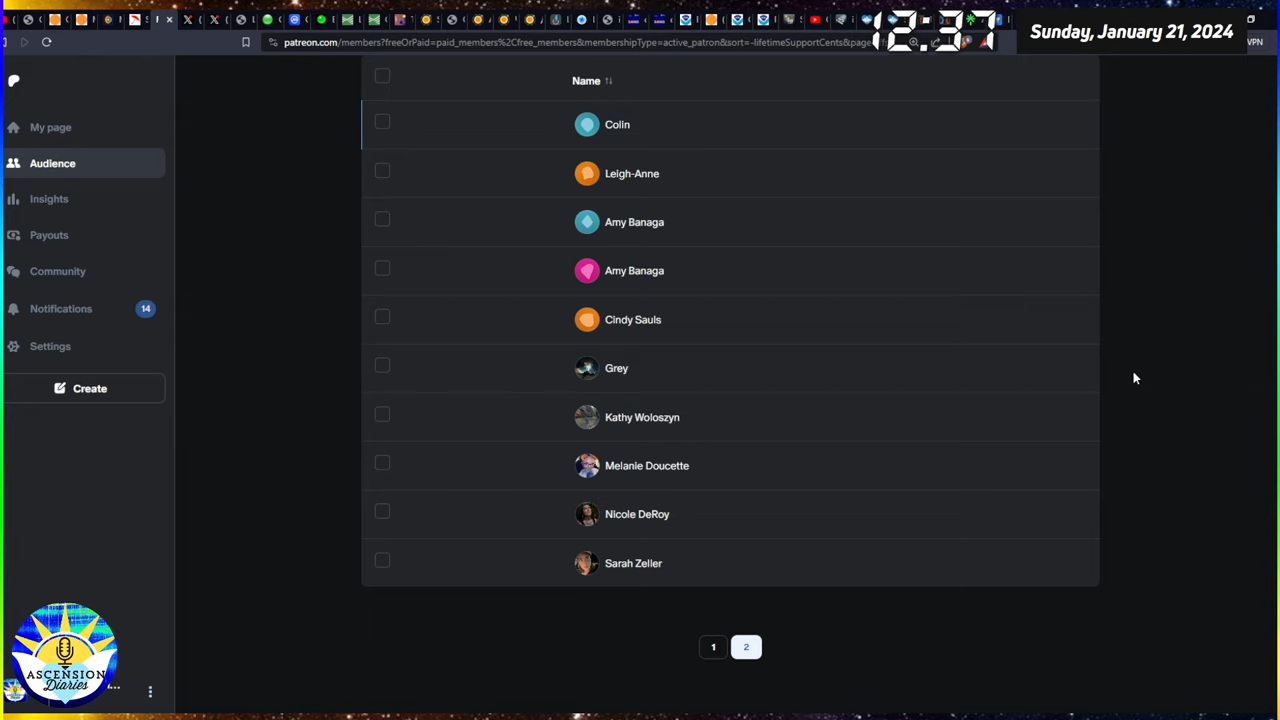 12:37
Sunday, January 21, 2024
patreon.com/members?freeOrPaid=paid_members%2Cfree_members&membershipType=active_patron&sort=-lifetimeSupportCents&page
VPN
My page
Audience
Insights
Payouts
Community
Notifications 14
Settings
Create
Name
Colin
Leigh-Anne
Amy Banaga
Amy Banaga
Cindy Sauls
Grey
Kathy Woloszyn
Melanie Doucette
Nicole DeRoy
Sarah Zeller
1 2
ASCENSION
Diaries